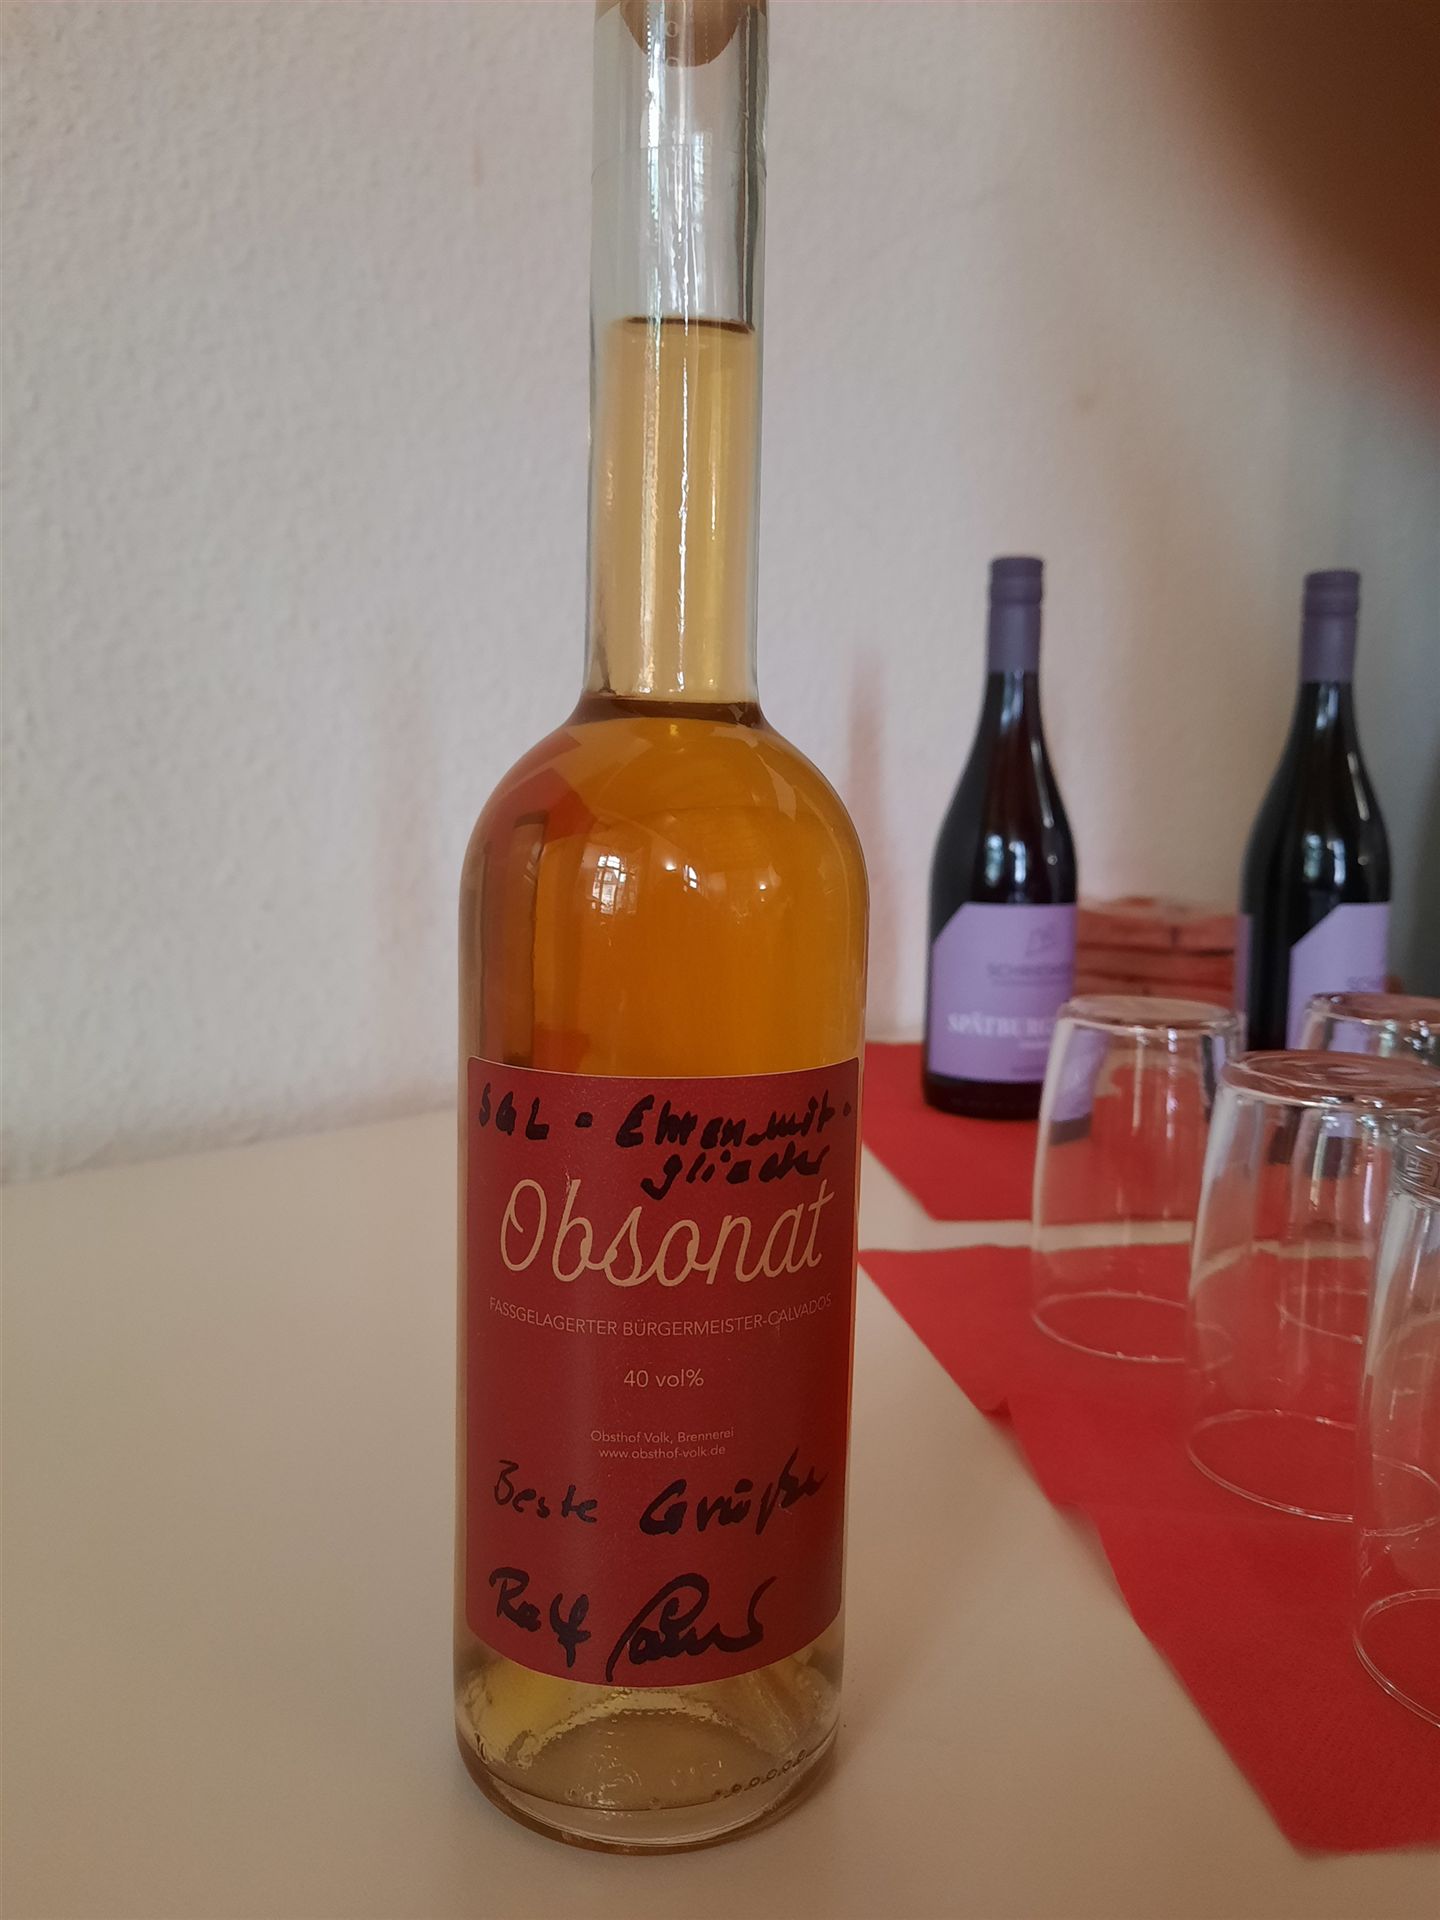 SGL - Ehrenmit-
glieder
Obsonat
FASSGELAGERTER BÜRGERMEISTER-CALVADOS
40 vol%
Obsthof Volk, Brennerei
www.obsthof-volk.de
Beste Grüße
Ralf
SPÄTBURG